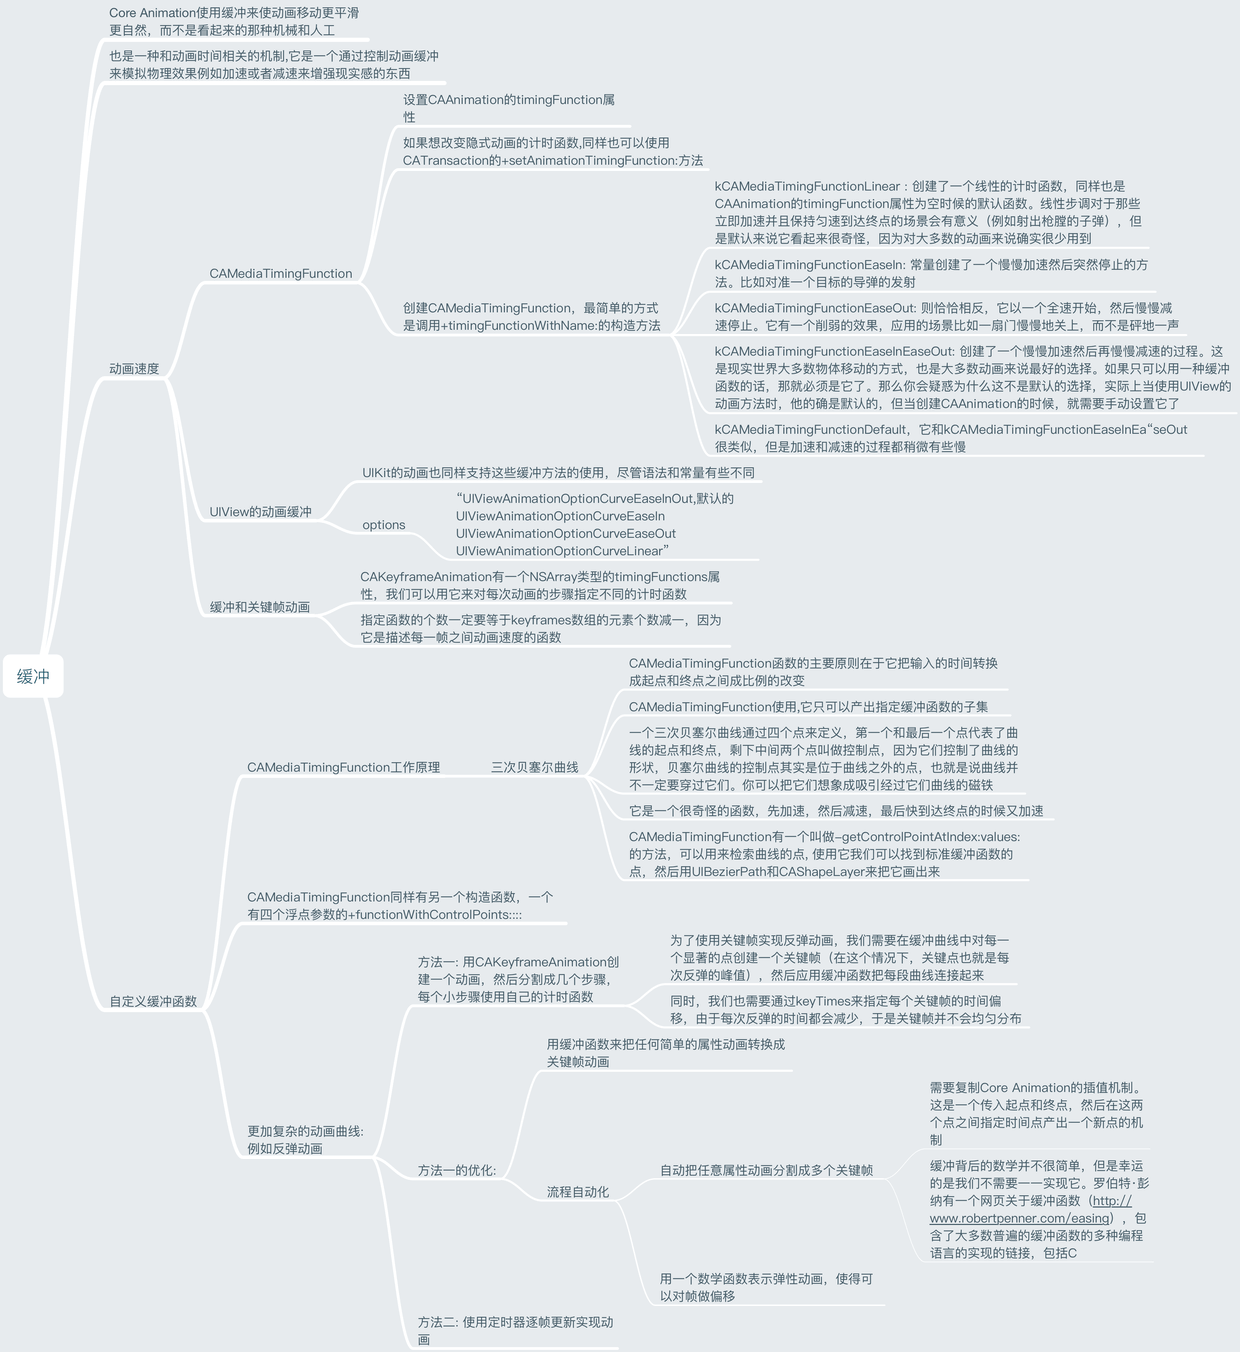 Core Animation使用缓冲来使动画移动更平滑
更自然，而不是看起来的那种机械和人工
也是一种和动画时间相关的机制,它是一个通过控制动画缓冲
来模拟物理效果例如加速或者减速来增强现实感的东西
设置CAAnimation的timingFunction属
性
如果想改变隐式动画的计时函数,同样也可以使用
CATransaction的+setAnimationTimingFunction:方法
kCAMediaTimingFunctionLinear : 创建了一个线性的计时函数，同样也是
CAAnimation的timingFunction属性为空时候的默认函数。线性步调对于那些
立即加速并且保持匀速到达终点的场景会有意义（例如射出枪膛的子弹），但
是默认来说它看起来很奇怪，因为对大多数的动画来说确实很少用到
CAMediaTimingFunction
kCAMediaTimingFunctionEaseIn: 常量创建了一个慢慢加速然后突然停止的方
法。比如对准一个目标的导弹的发射
创建CAMediaTimingFunction，最简单的方式
是调用+timingFunctionWithName:的构造方法
kCAMediaTimingFunctionEaseOut: 则恰恰相反，它以一个全速开始，然后慢慢减
速停止。它有一个削弱的效果，应用的场景比如一扇门慢慢地关上，而不是砰地一声
kCAMediaTimingFunctionEaseInEaseOut: 创建了一个慢慢加速然后再慢慢减速的过程。这
是现实世界大多数物体移动的方式，也是大多数动画来说最好的选择。如果只可以用一种缓冲
函数的话，那就必须是它了。那么你会疑惑为什么这不是默认的选择，实际上当使用UIView的
动画方法时，他的确是默认的，但当创建CAAnimation的时候，就需要手动设置它了
动画速度
kCAMediaTimingFunctionDefault，它和kCAMediaTimingFunctionEaseInEa“seOut
很类似，但是加速和减速的过程都稍微有些慢
UIKit的动画也同样支持这些缓冲方法的使用，尽管语法和常量有些不同
UIView的动画缓冲
options
“UIViewAnimationOptionCurveEaseInOut,默认的
UIViewAnimationOptionCurveEaseIn
UIViewAnimationOptionCurveEaseOut
UIViewAnimationOptionCurveLinear”
CAKeyframeAnimation有一个NSArray类型的timingFunctions属
性，我们可以用它来对每次动画的步骤指定不同的计时函数
缓冲和关键帧动画
指定函数的个数一定要等于keyframes数组的元素个数减一，因为
它是描述每一帧之间动画速度的函数
缓冲
CAMediaTimingFunction函数的主要原则在于它把输入的时间转换
成起点和终点之间成比例的改变
CAMediaTimingFunction使用,它只可以产出指定缓冲函数的子集
一个三次贝塞尔曲线通过四个点来定义，第一个和最后一个点代表了曲
线的起点和终点，剩下中间两个点叫做控制点，因为它们控制了曲线的
形状，贝塞尔曲线的控制点其实是位于曲线之外的点，也就是说曲线并
不一定要穿过它们。你可以把它们想象成吸引经过它们曲线的磁铁
CAMediaTimingFunction工作原理
三次贝塞尔曲线
它是一个很奇怪的函数，先加速，然后减速，最后快到达终点的时候又加速
CAMediaTimingFunction有一个叫做-getControlPointAtIndex:values:
的方法，可以用来检索曲线的点, 使用它我们可以找到标准缓冲函数的
点，然后用UIBezierPath和CAShapeLayer来把它画出来
CAMediaTimingFunction同样有另一个构造函数，一个
有四个浮点参数的+functionWithControlPoints::::
自定义缓冲函数
方法一: 用CAKeyframeAnimation创
建一个动画，然后分割成几个步骤，
每个小步骤使用自己的计时函数
为了使用关键帧实现反弹动画，我们需要在缓冲曲线中对每一
个显著的点创建一个关键帧（在这个情况下，关键点也就是每
次反弹的峰值），然后应用缓冲函数把每段曲线连接起来
同时，我们也需要通过keyTimes来指定每个关键帧的时间偏
移，由于每次反弹的时间都会减少，于是关键帧并不会均匀分布
用缓冲函数来把任何简单的属性动画转换成
关键帧动画
更加复杂的动画曲线:
例如反弹动画
方法一的优化:
流程自动化
自动把任意属性动画分割成多个关键帧
需要复制Core Animation的插值机制。
这是一个传入起点和终点，然后在这两
个点之间指定时间点产出一个新点的机
制
缓冲背后的数学并不很简单，但是幸运
的是我们不需要一一实现它。罗伯特·彭
纳有一个网页关于缓冲函数（http://
www.robertpenner.com/easing），包
含了大多数普遍的缓冲函数的多种编程
语言的实现的链接，包括C
用一个数学函数表示弹性动画，使得可
以对帧做偏移
方法二: 使用定时器逐帧更新实现动
画